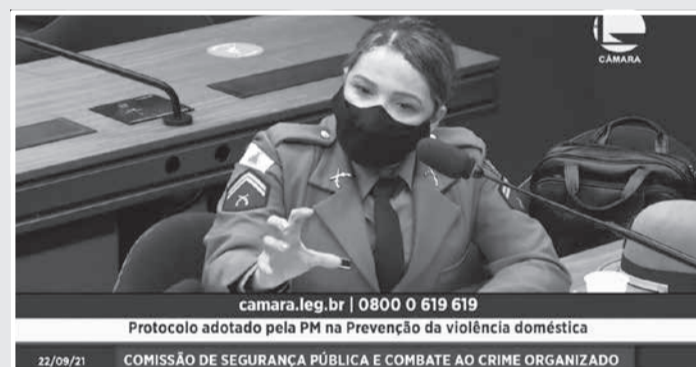 CÂMARA
camara.leg.br | 0800 0 619 619
Protocolo adotado pela PM na Prevenção da violência doméstica
22/09/21 COMISSÃO DE SEGURANÇA PÚBLICA E COMBATE AO CRIME ORGANIZADO